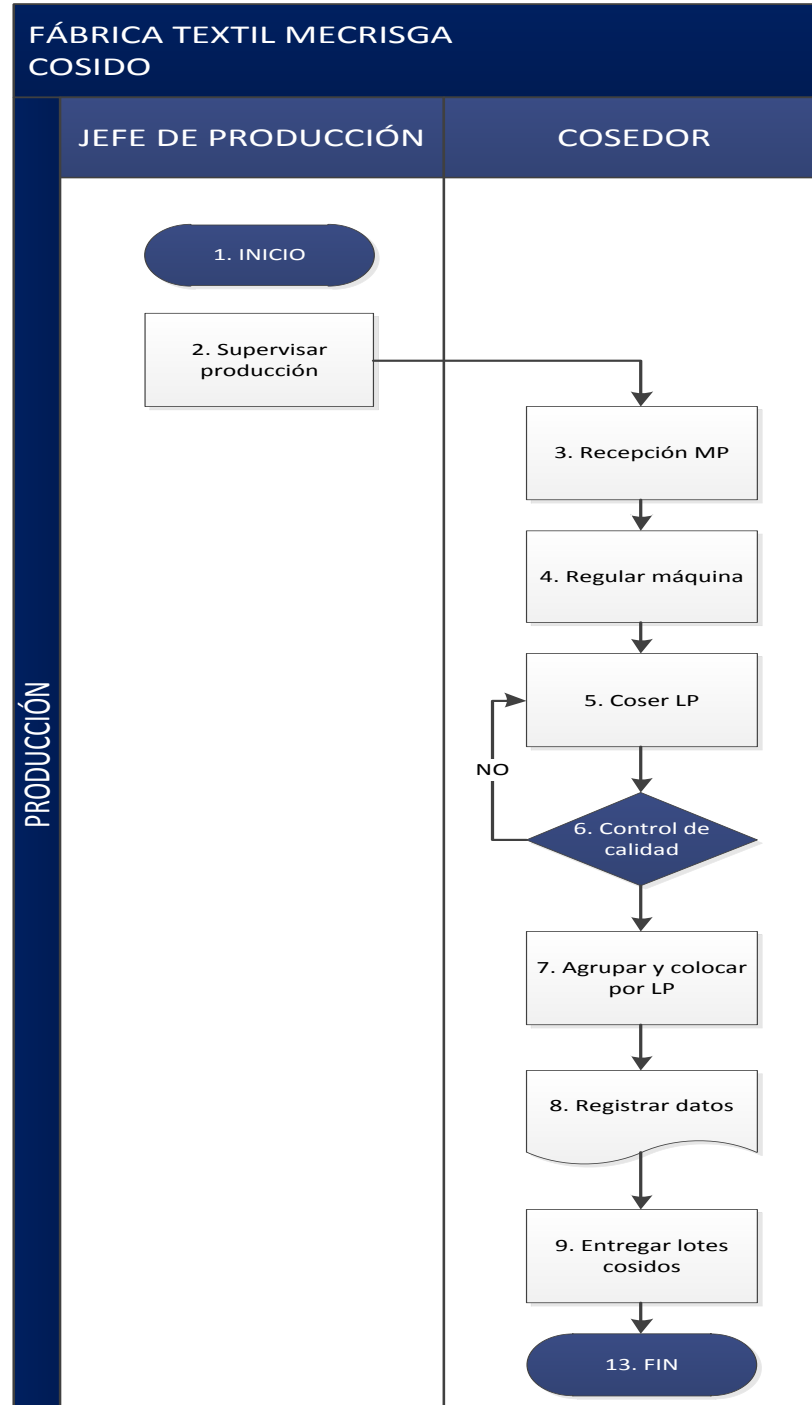 FÁBRICA TEXTIL MECRISGA
COSIDO
JEFE DE PRODUCCIÓN
COSEDOR
PRODUCCIÓN
1. INICIO
2. Supervisar
producción
3. Recepción MP
4. Regular máquina
5. Coser LP
NO
6. Control de
calidad
7. Agrupar y colocar
por LP
8. Registrar datos
9. Entregar lotes
cosidos
13. FIN